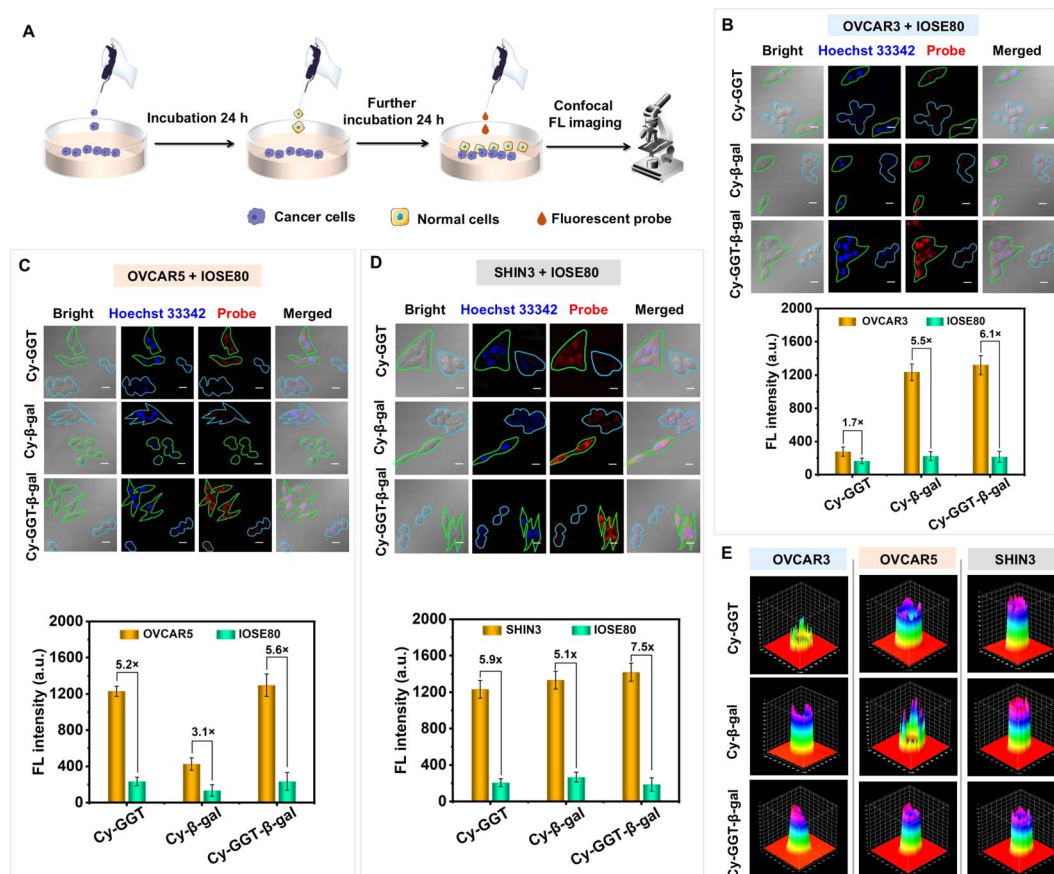 A
Incubation 24 h
Further
incubation 24 h
Confocal
FL imaging
Cancer cells
Normal cells
Fluorescent probe
B
OVCAR3 + IOSE80
Bright Hoechst 33342 Probe Merged
Cy-GGT
Cy-β-gal
Cy-GGT-β-gal
2000
1600
1200
800
400
0
FL intensity (a.u.)
OVCAR3
IOSE80
1.7×
5.5×
6.1×
Cy-GGT
Cy-β-gal
Cy-GGT-β-gal
C
OVCAR5 + IOSE80
Bright Hoechst 33342 Probe Merged
Cy-GGT
Cy-β-gal
Cy-GGT-β-gal
2000
1600
1200
800
400
0
FL intensity (a.u.)
OVCAR5
IOSE80
5.2×
3.1×
5.6×
Cy-GGT
Cy-β-gal
Cy-GGT-β-gal
D
SHIN3 + IOSE80
Bright Hoechst 33342 Probe Merged
Cy-GGT
Cy-β-gal
Cy-GGT-β-gal
2000
1600
1200
800
400
0
FL intensity (a.u.)
SHIN3
IOSE80
5.9x
5.1x
7.5x
Cy-GGT
Cy-β-gal
Cy-GGT-β-gal
E
OVCAR3
OVCAR5
SHIN3
Cy-GGT
Cy-β-gal
Cy-GGT-β-gal